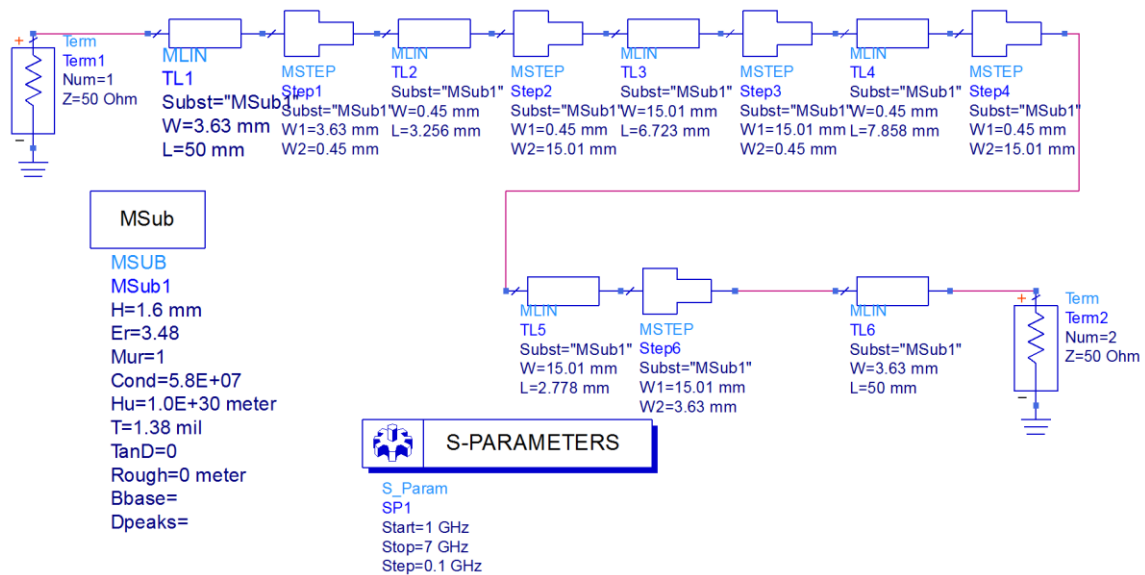 +
Term
Term1
Num=1
Z=50 Ohm
-
MLIN
TL1
Subst="MSub1"
W=3.63 mm
L=50 mm
MSTEP
Step1
Subst="MSub1"
W1=3.63 mm
W2=0.45 mm
MLIN
TL2
Subst="MSub1"
W=0.45 mm
L=3.256 mm
MSTEP
Step2
Subst="MSub1"
W1=0.45 mm
W2=15.01 mm
MLIN
TL3
Subst="MSub1"
W=15.01 mm
L=6.723 mm
MSTEP
Step3
Subst="MSub1"
W1=15.01 mm
W2=0.45 mm
MLIN
TL4
Subst="MSub1"
W=0.45 mm
L=7.858 mm
MSTEP
Step4
Subst="MSub1"
W1=0.45 mm
W2=15.01 mm
MSub
MSUB
MSub1
H=1.6 mm
Er=3.48
Mur=1
Cond=5.8E+07
Hu=1.0E+30 meter
T=1.38 mil
TanD=0
Rough=0 meter
Bbase=
Dpeaks=
MLIN
TL5
Subst="MSub1"
W=15.01 mm
L=2.778 mm
MSTEP
Step6
Subst="MSub1"
W1=15.01 mm
W2=3.63 mm
MLIN
TL6
Subst="MSub1"
W=3.63 mm
L=50 mm
+
Term
Term2
Num=2
Z=50 Ohm
-
S-PARAMETERS
S_Param
SP1
Start=1 GHz
Stop=7 GHz
Step=0.1 GHz